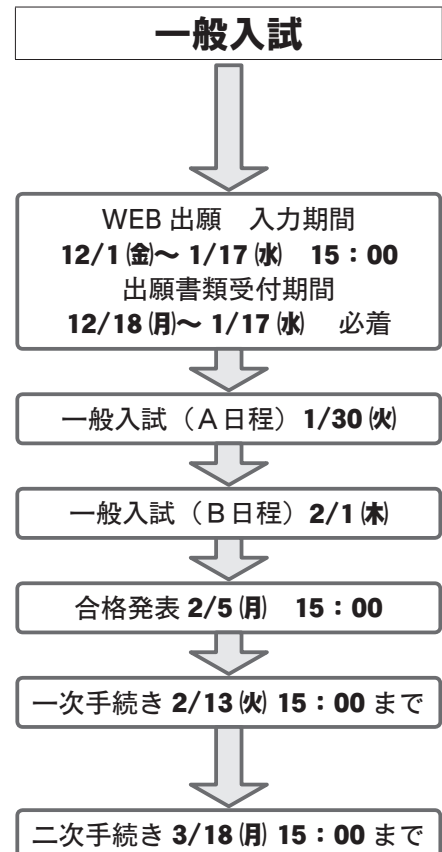 一般入試
WEB 出願　入力期間
12/1㈮～ 1/17㈬　15：00
出願書類受付期間
12/18㈪～ 1/17㈬　必着
一般入試（A日程）1/30㈫
一般入試（B日程）2/1㈭
合格発表 2/5㈪　15：00
一次手続き 2/13㈫ 15：00 まで
二次手続き 3/18㈪ 15：00 まで